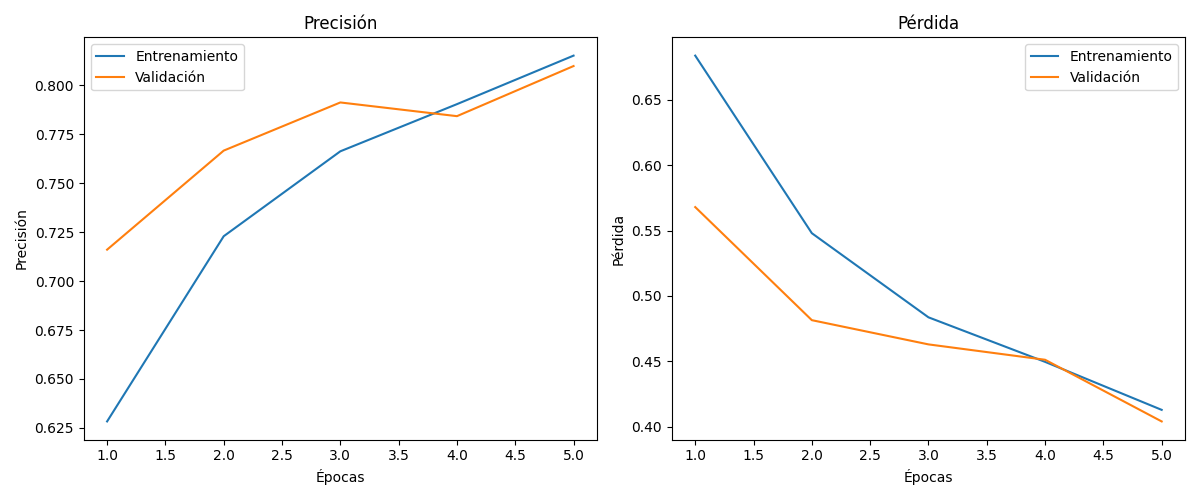 Precisión
Entrenamiento
Validación
0.800
0.775
0.750
0.725
0.700
0.675
0.650
0.625
Precisión
1.0 1.5 2.0 2.5 3.0 3.5 4.0 4.5 5.0
Épocas
Pérdida
Entrenamiento
Validación
0.65
0.60
0.55
0.50
0.45
0.40
Pérdida
1.0 1.5 2.0 2.5 3.0 3.5 4.0 4.5 5.0
Épocas